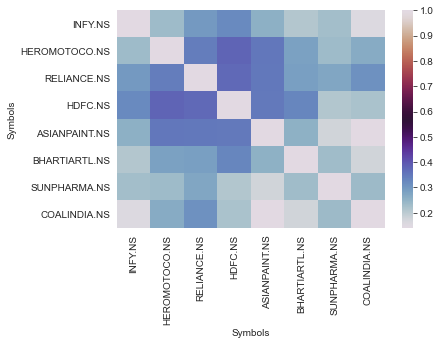 INFY.NS
HEROMOTOCO.NS
RELIANCE.NS
HDFC.NS
ASIANPAINT.NS
BHARTIARTL.NS
SUNPHARMA.NS
COALINDIA.NS
Symbols
INFY.NS
HEROMOTOCO.NS
RELIANCE.NS
HDFC.NS
ASIANPAINT.NS
BHARTIARTL.NS
SUNPHARMA.NS
COALINDIA.NS
Symbols
1.0
0.9
0.8
0.7
0.6
0.5
0.4
0.3
0.2